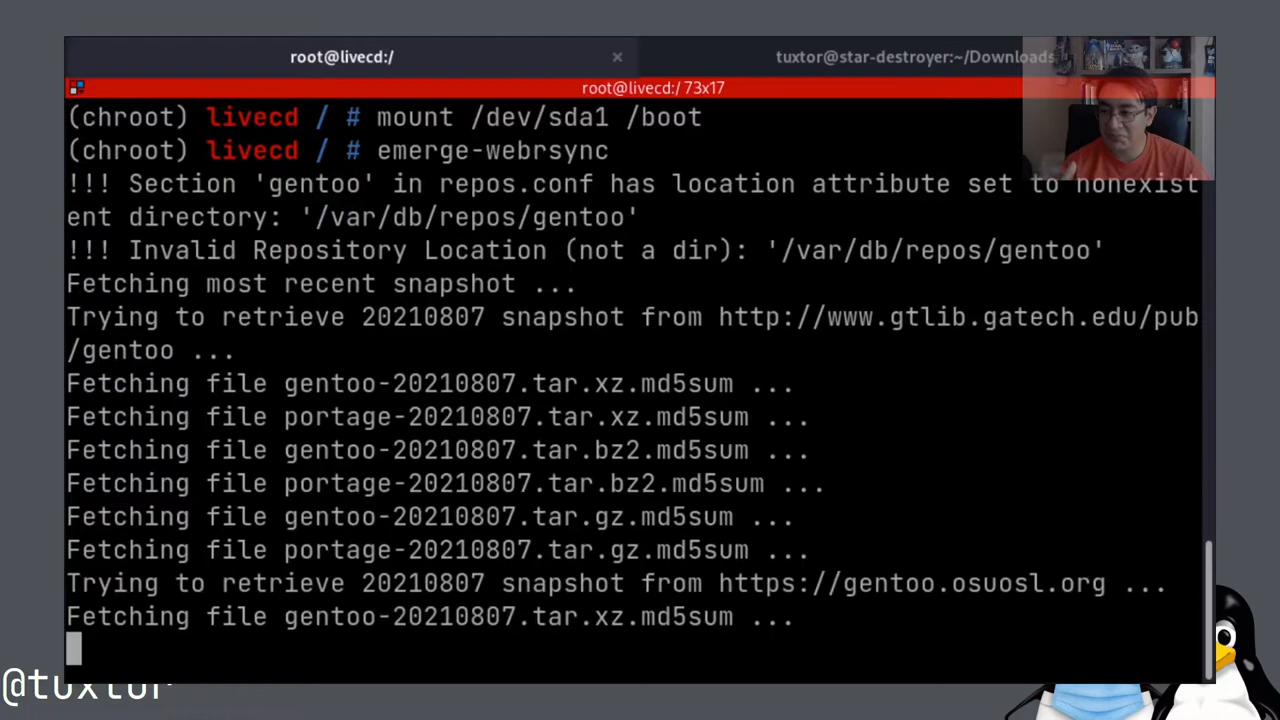 root@livecd:/ × tuxtor@star-destroyer:~/Downloads
root@livecd:/ 73x17
(chroot) livecd / # mount /dev/sda1 /boot
(chroot) livecd / # emerge-webrsync
!!! Section 'gentoo' in repos.conf has location attribute set to nonexist
ent directory: '/var/db/repos/gentoo'
!!! Invalid Repository Location (not a dir): '/var/db/repos/gentoo'
Fetching most recent snapshot ...
Trying to retrieve 20210807 snapshot from http://www.gtlib.gatech.edu/pub
/gentoo ...
Fetching file gentoo-20210807.tar.xz.md5sum ...
Fetching file portage-20210807.tar.xz.md5sum ...
Fetching file gentoo-20210807.tar.bz2.md5sum ...
Fetching file portage-20210807.tar.bz2.md5sum ...
Fetching file gentoo-20210807.tar.gz.md5sum ...
Fetching file portage-20210807.tar.gz.md5sum ...
Trying to retrieve 20210807 snapshot from https://gentoo.osuosl.org ...
Fetching file gentoo-20210807.tar.xz.md5sum ...
@tuxtor